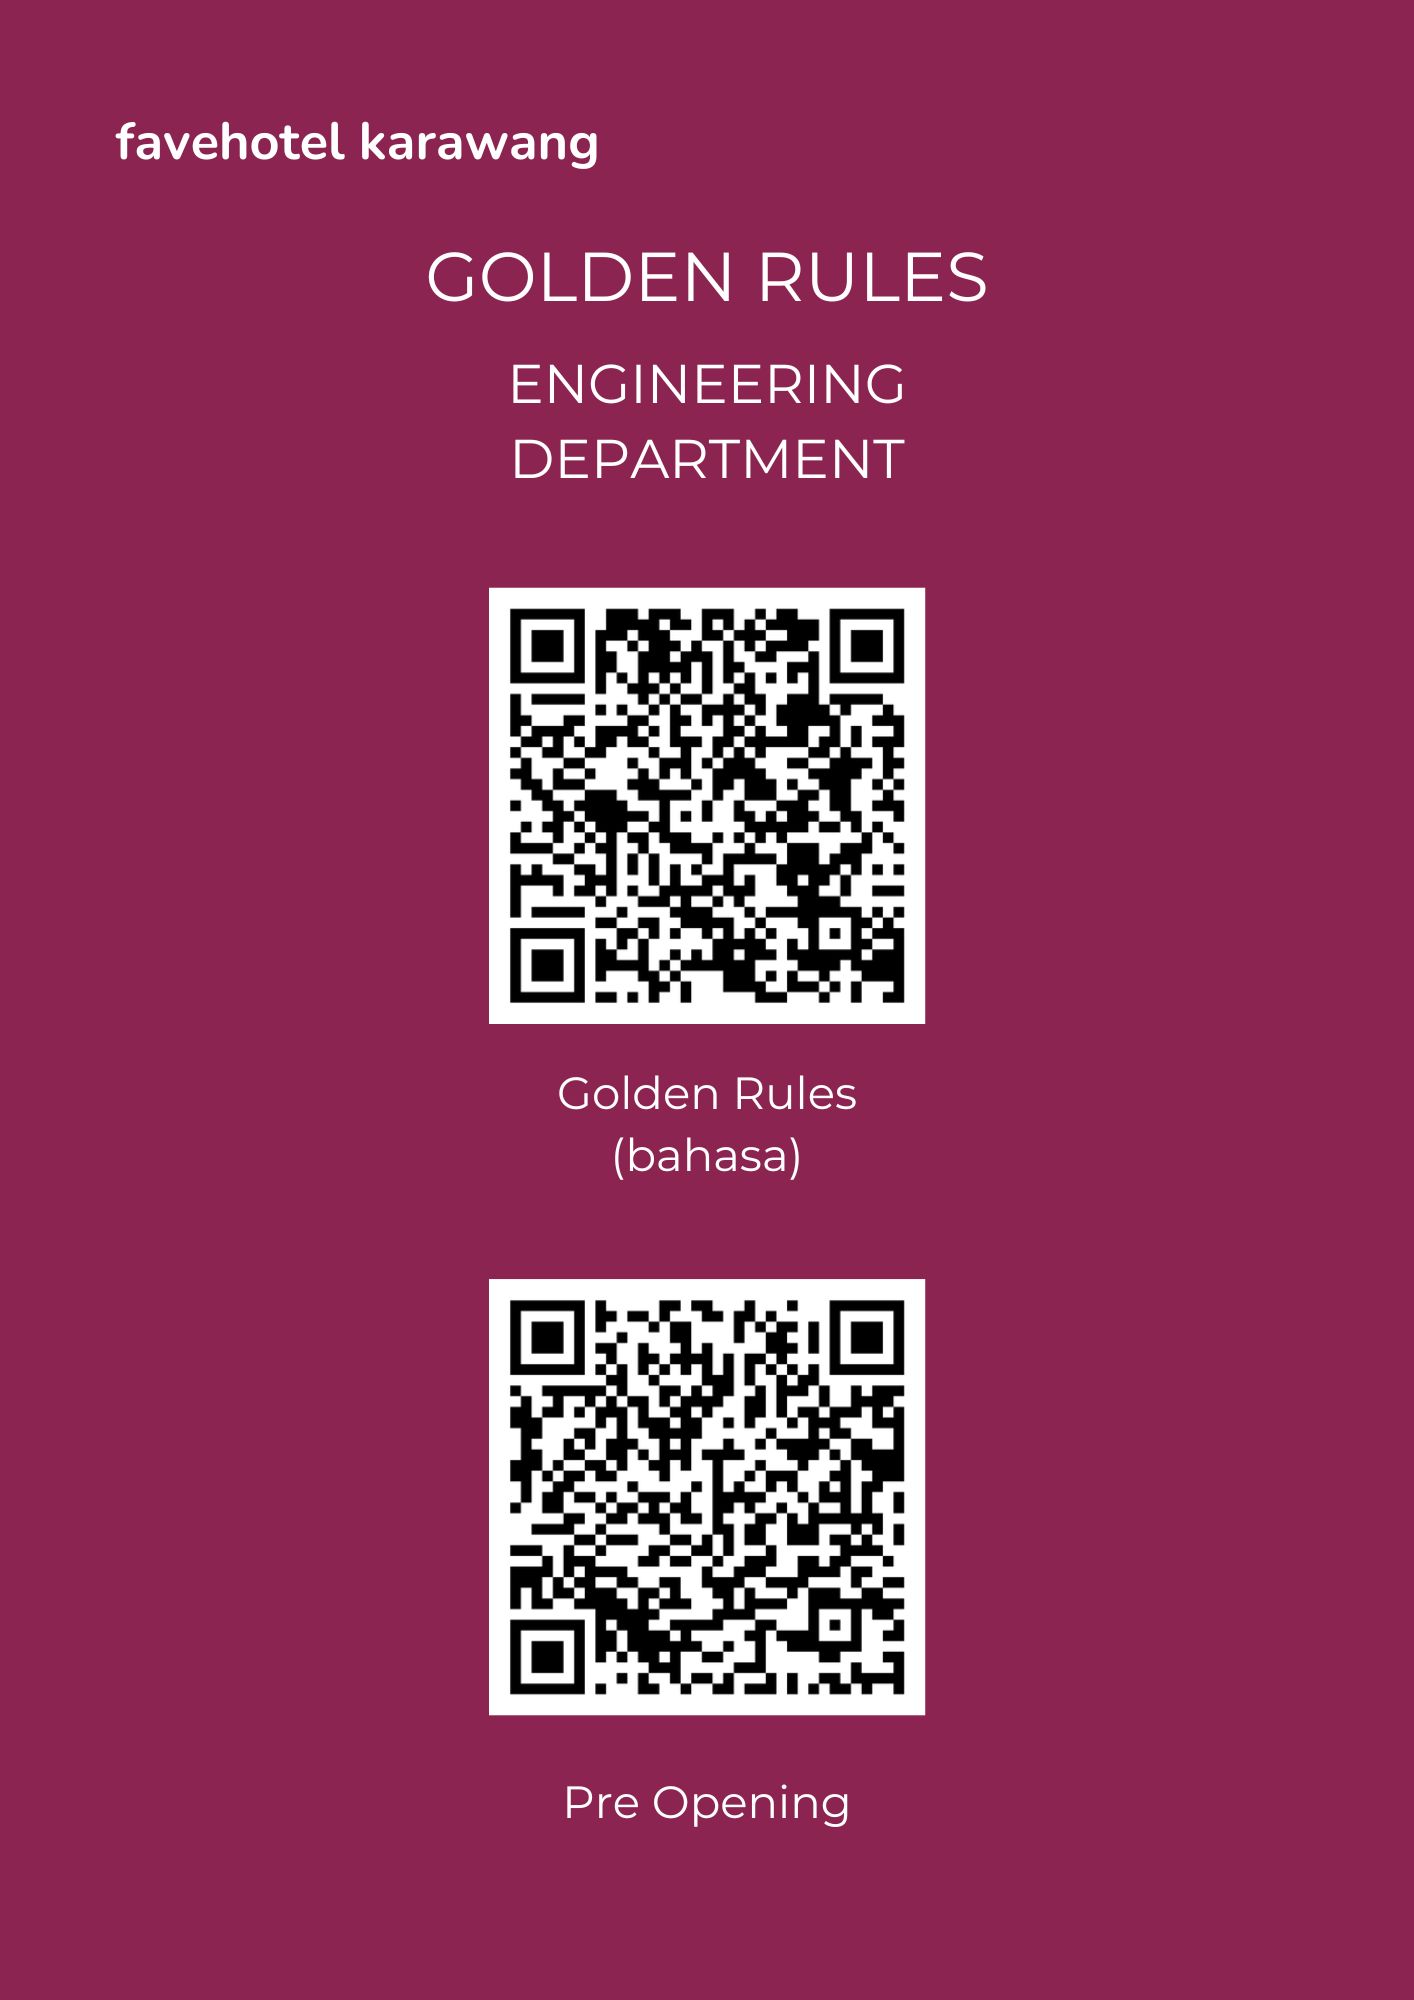 favehotel karawang
GOLDEN RULES
ENGINEERING
DEPARTMENT
Golden Rules
(bahasa)
Pre Opening